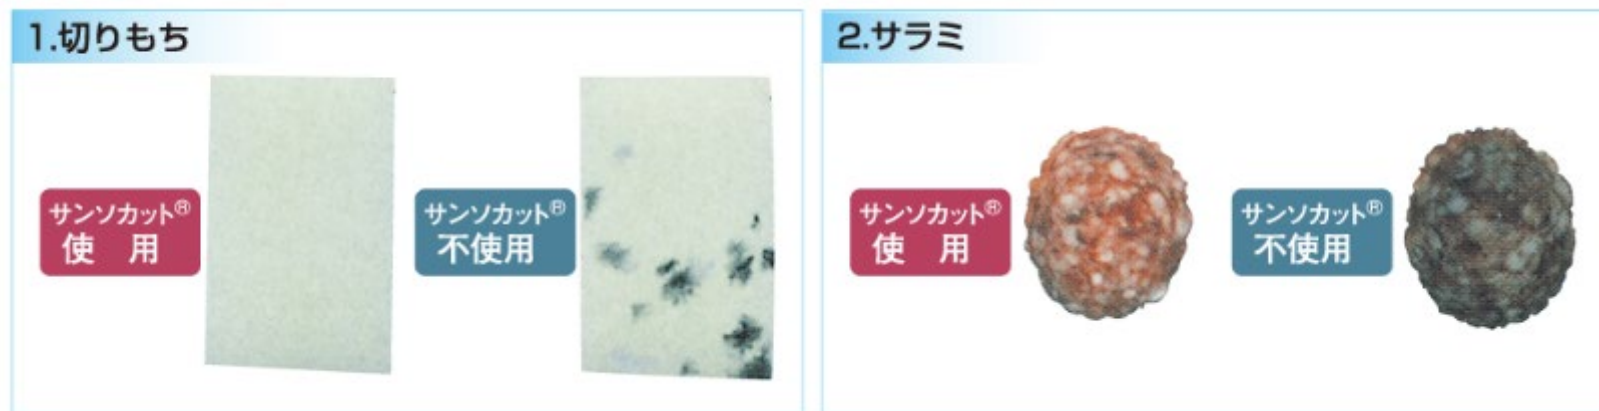 1.切りもち
サンソカット®
使 用
サンソカット®
不使用
2.サラミ
サンソカット®
使 用
サンソカット®
不使用